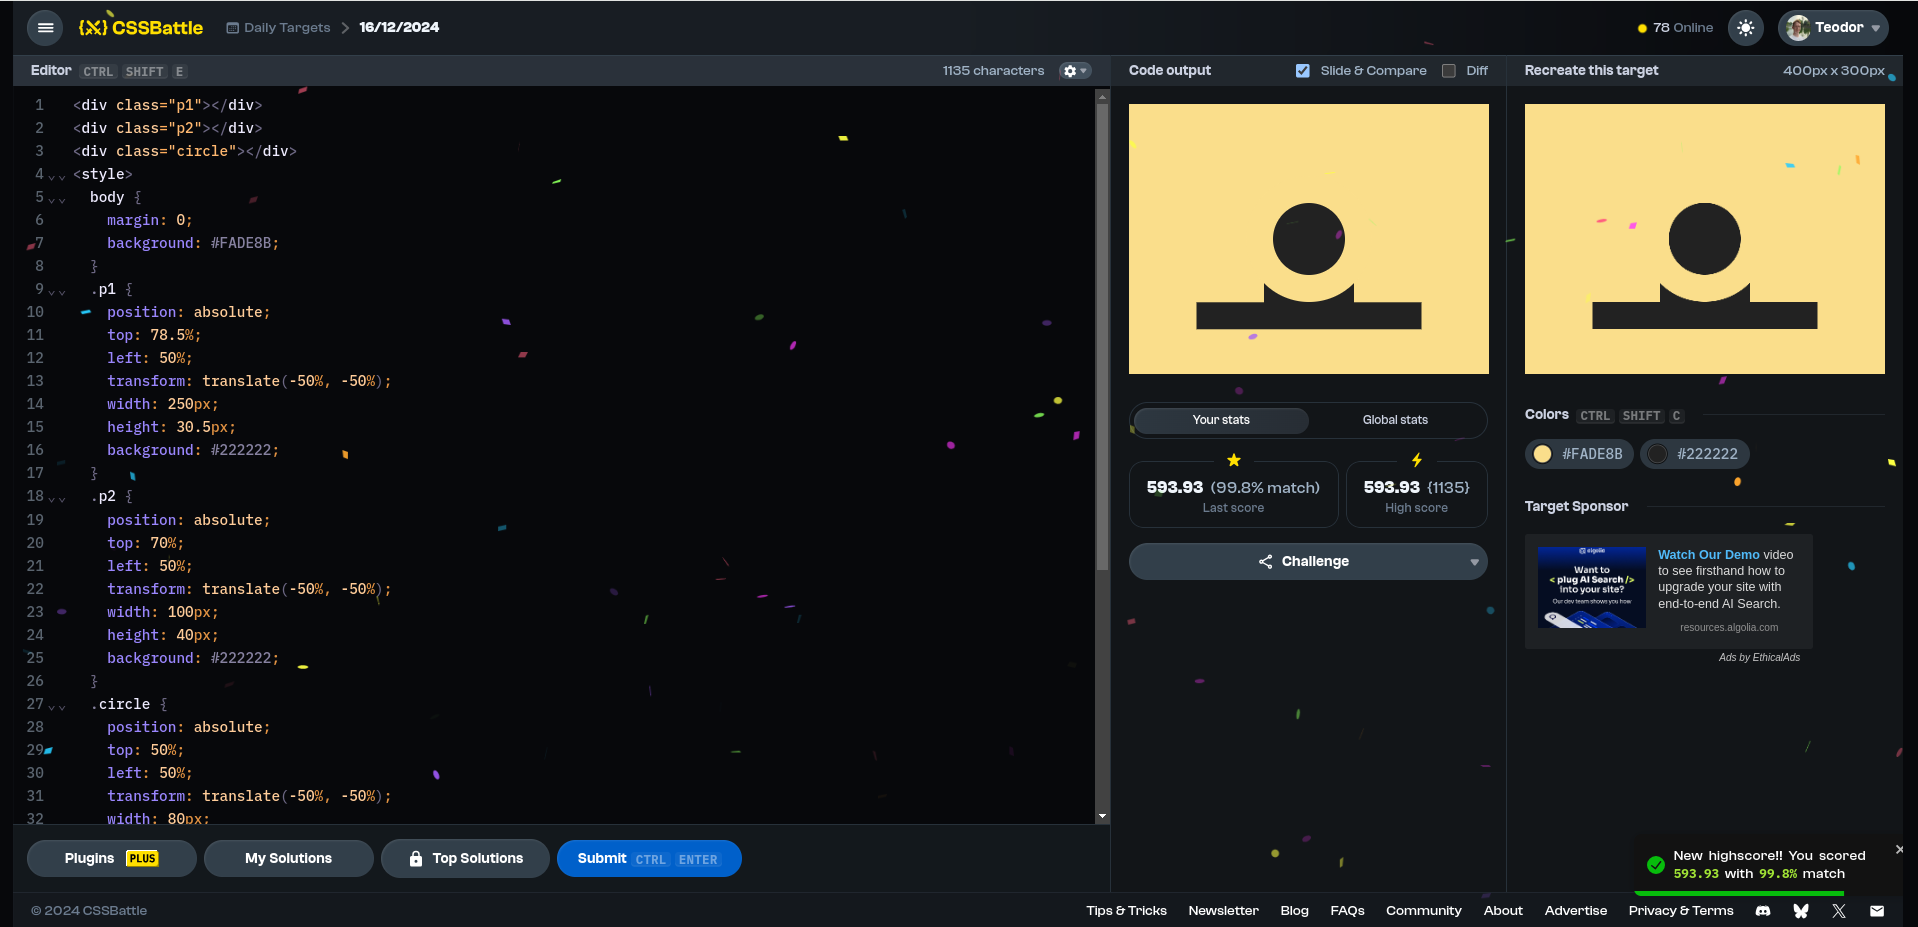 {X} CSSBattle
Daily Targets
16/12/2024
78 Online
Teodor
Editor CTRL SHIFT E
1135 characters
1 <div class="p1"></div>
2 <div class="p2"></div>
3 <div class="circle"></div>
4 <style>
5 body {
6 margin: 0;
7 background: #FADE8B;
8 }
9 .p1 {
10 position: absolute;
11 top: 78.5%;
12 left: 50%;
13 transform: translate(-50%, -50%);
14 width: 250px;
15 height: 30.5px;
16 background: #222222;
17 }
18 .p2 {
19 position: absolute;
20 top: 70%;
21 left: 50%;
22 transform: translate(-50%, -50%);
23 width: 100px;
24 height: 40px;
25 background: #222222;
26 }
27 .circle {
28 position: absolute;
29 top: 50%;
30 left: 50%;
31 transform: translate(-50%, -50%);
32 width: 80px;
Plugins PLUS
My Solutions
Top Solutions
Submit CTRL ENTER
Code output
Slide & Compare
Diff
Your stats
Global stats
593.93 (99.8% match)
Last score
593.93 {1135}
High score
Challenge
Recreate this target
400px x 300px
Colors CTRL SHIFT C
#FADE8B
#222222
Target Sponsor
algolia
Want to
< plug AI Search />
into your site?
Our dev team shows you how
Watch Our Demo video
to see firsthand how to
upgrade your site with
end-to-end AI Search.
resources.algolia.com
Ads by EthicalAds
New highscore!! You scored
593.93 with 99.8% match
© 2024 CSSBattle
Tips & Tricks
Newsletter
Blog
FAQs
Community
About
Advertise
Privacy & Terms